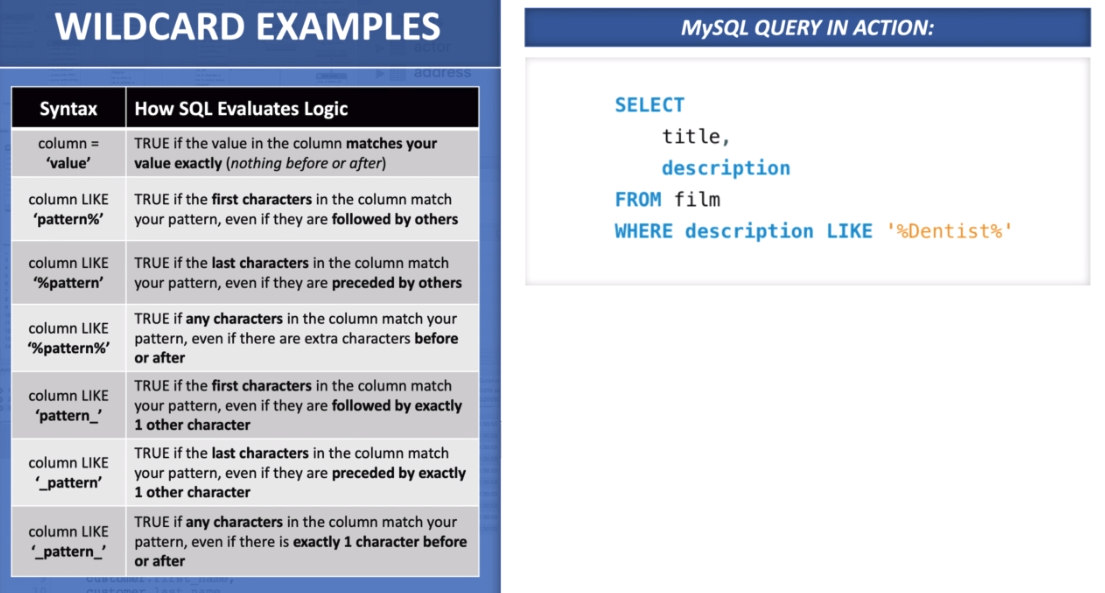 WILDCARD EXAMPLES
actor
address
Syntax
How SQL Evaluates Logic
column =
‘value’
TRUE if the value in the column matches your
value exactly (nothing before or after)
column LIKE
‘pattern%’
TRUE if the first characters in the column match
your pattern, even if they are followed by others
column LIKE
‘%pattern’
TRUE if the last characters in the column match
your pattern, even if they are preceded by others
column LIKE
‘%pattern%’
TRUE if any characters in the column match your
pattern, even if there are extra characters before
or after
column LIKE
‘pattern_’
TRUE if the first characters in the column match
your pattern, even if they are followed by exactly
1 other character
column LIKE
‘_pattern’
TRUE if the last characters in the column match
your pattern, even if they are preceded by exactly
1 other character
column LIKE
‘_pattern_’
TRUE if any characters in the column match your
pattern, even if there is exactly 1 character before
or after
customer.first_name,
customer.last_name
MySQL QUERY IN ACTION:
SELECT
title,
description
FROM film
WHERE description LIKE '%Dentist%'